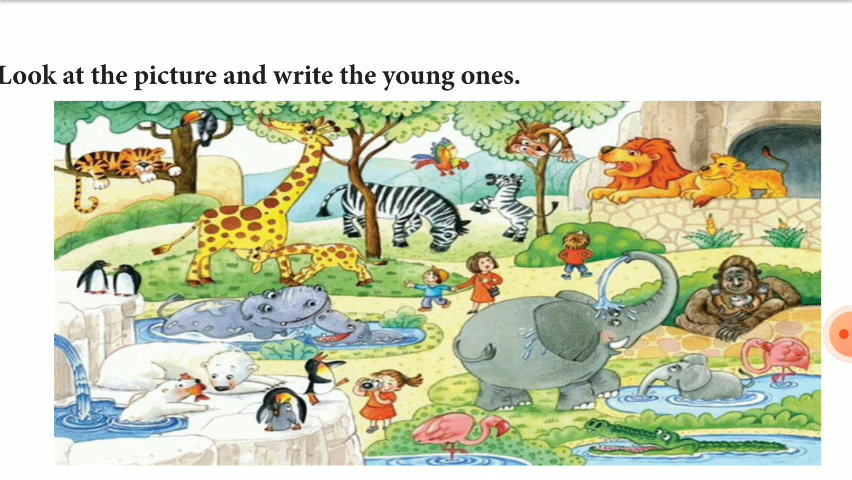 Look at the picture and write the young ones.